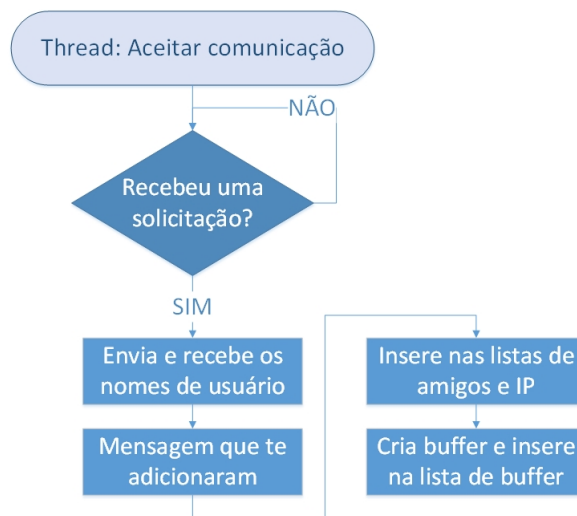 Thread: Aceitar comunicação
NÃO
Recebeu uma
solicitação?
SIM
Envia e recebe os
nomes de usuário
Mensagem que te
adicionaram
Insere nas listas de
amigos e IP
Cria buffer e insere
na lista de buffer